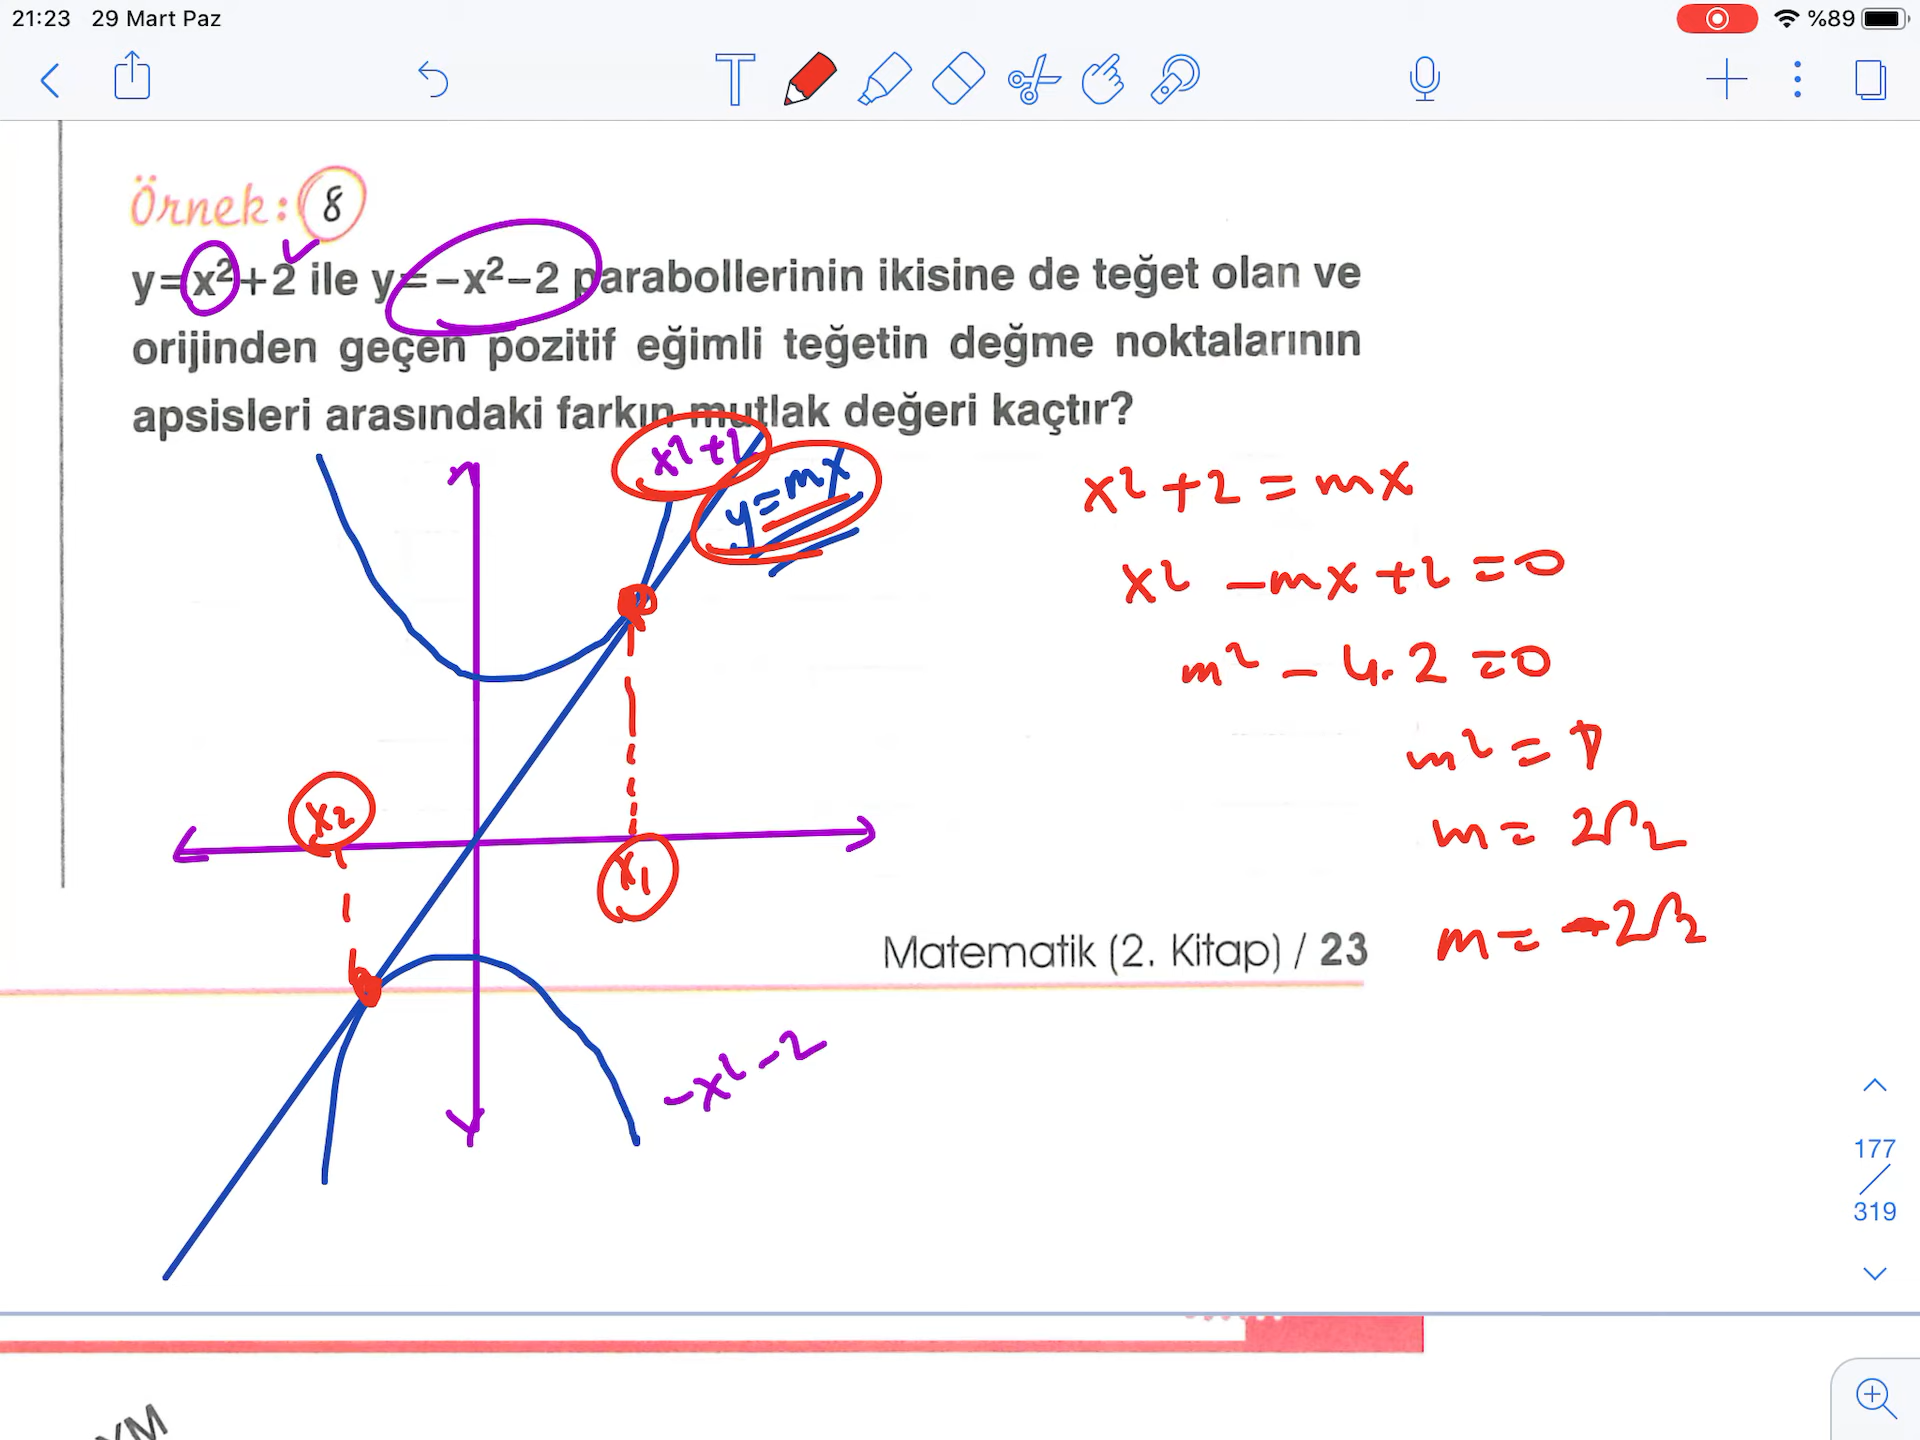 21:23 29 Mart Paz %89
Örnek: 8
y=x²+2 ile y=-x²-2 parabollerinin ikisine de teğet olan ve
orijinden geçen pozitif eğimli teğetin değme noktalarının
apsisleri arasındaki farkın mutlak değeri kaçtır?
x²+2
y=mx
x²+2=mx
x²-mx+2=0
m²-4.2=0
m²=8
m=2√2
m=-2√2
x2
x1
-x²-2
Matematik (2. Kitap) / 23
177
319